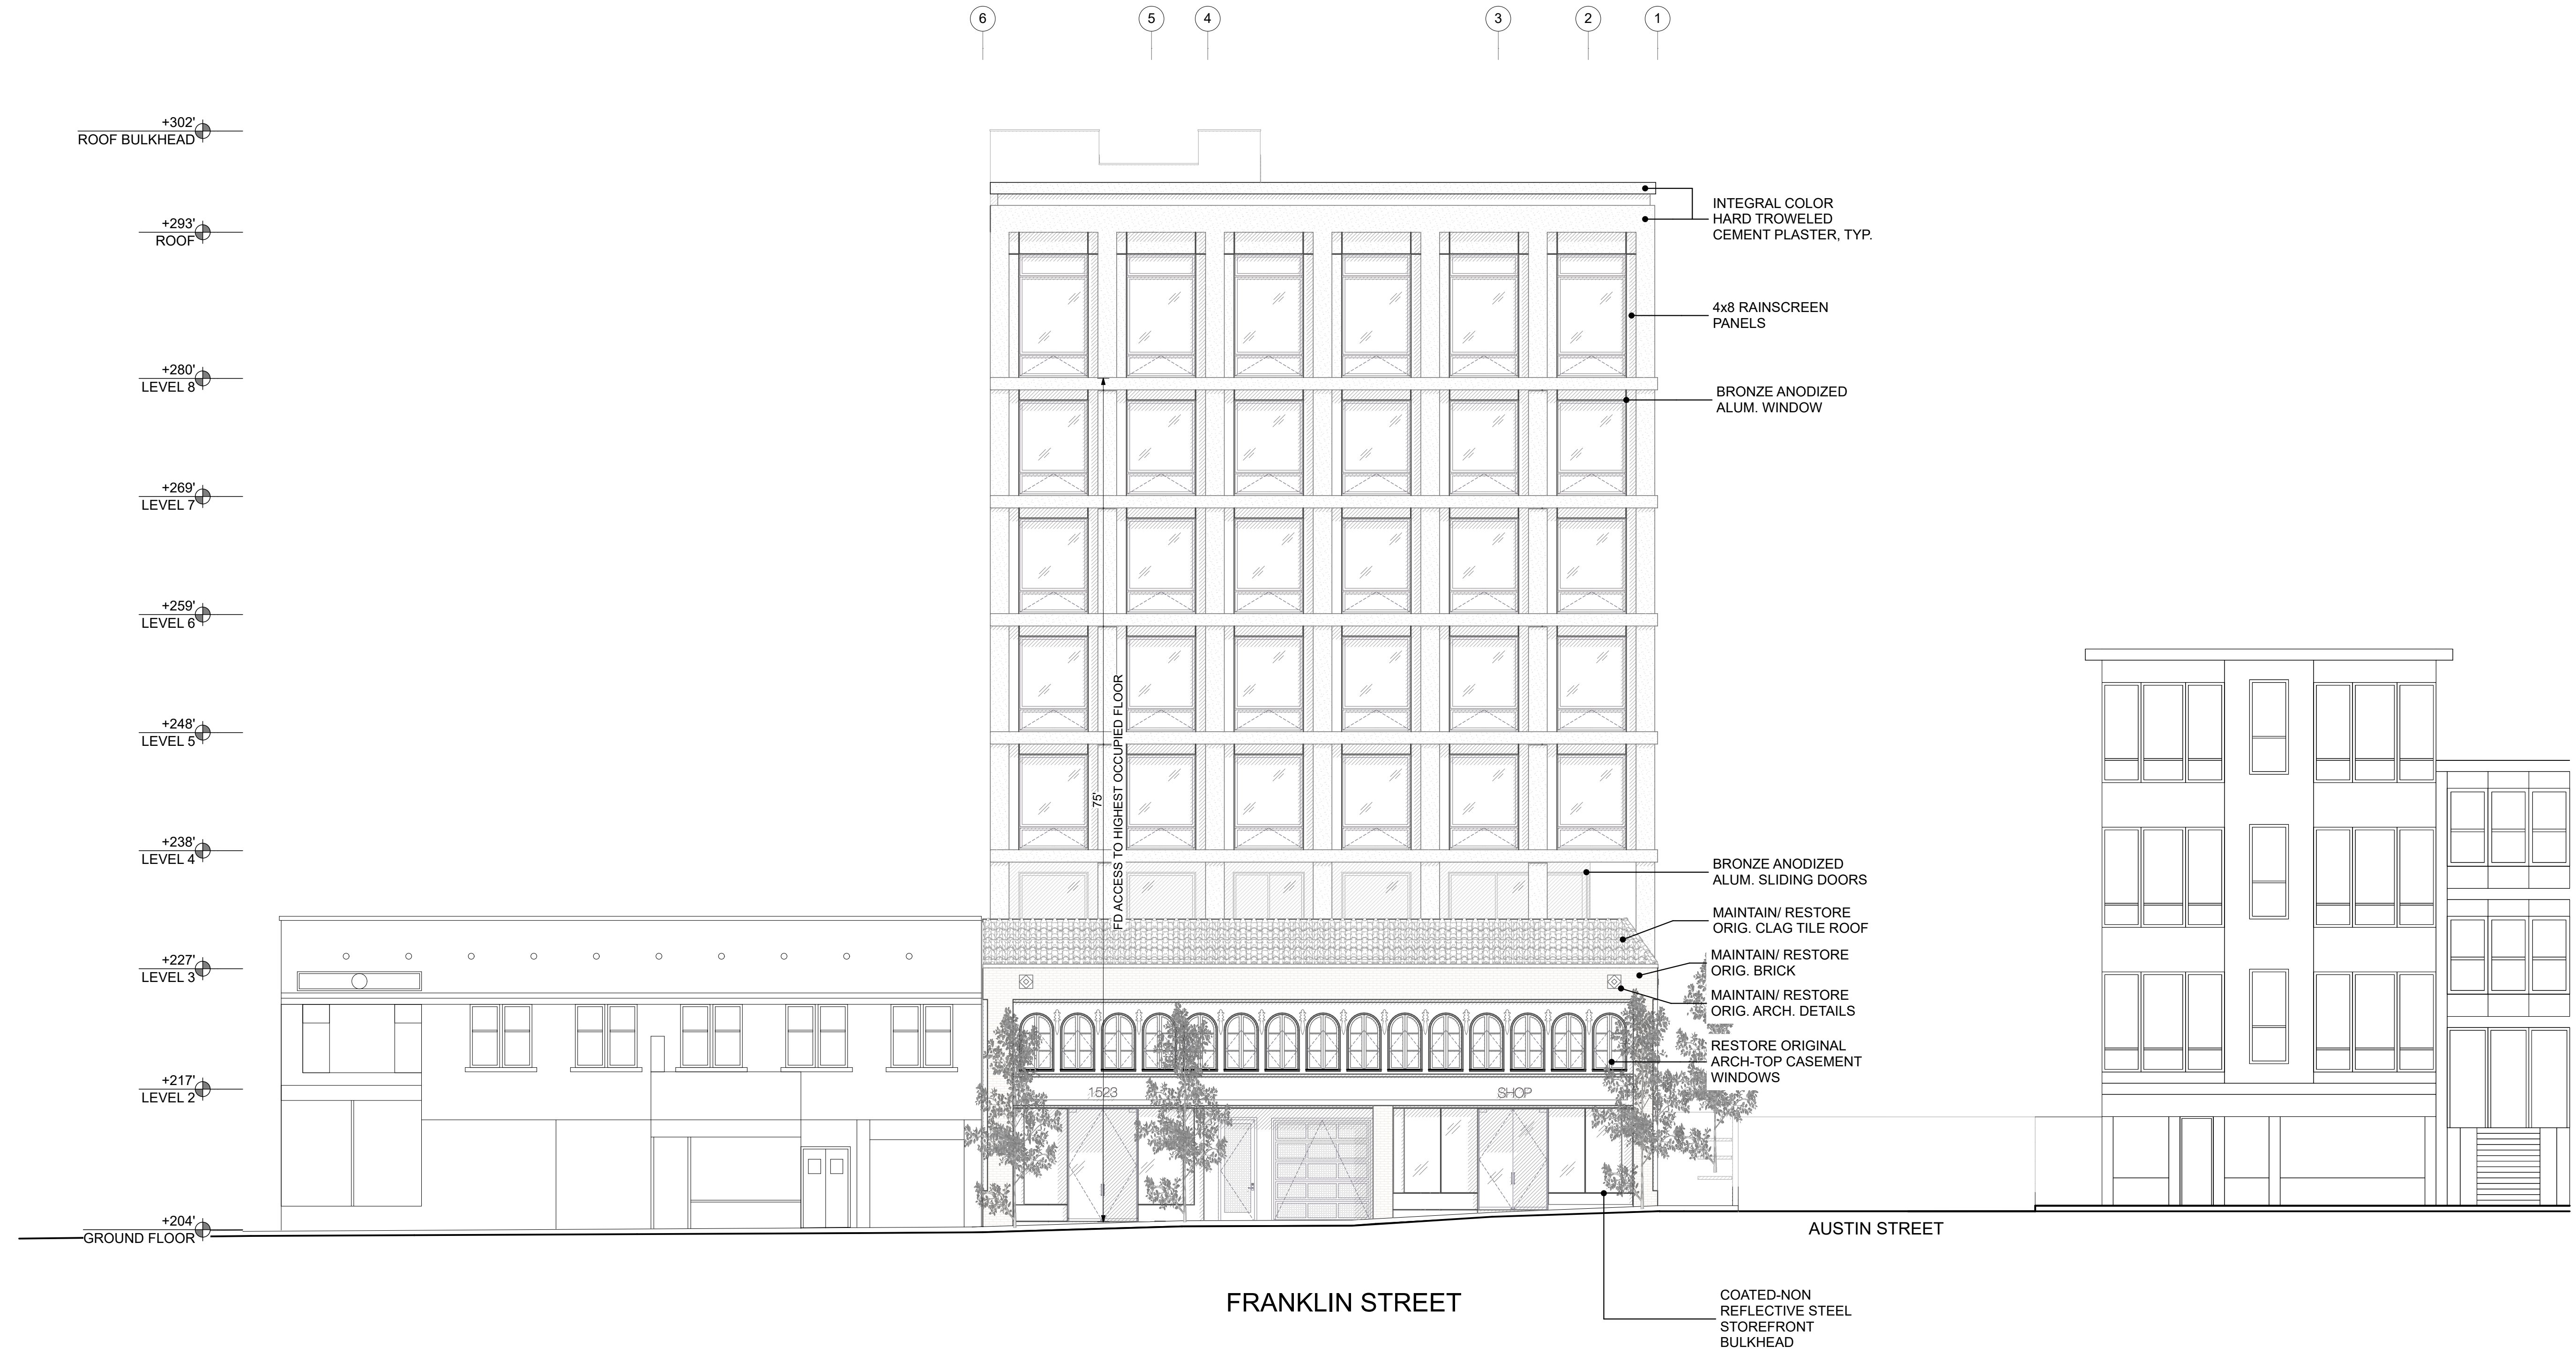 6 5 4 3 2 1
+302'
ROOF BULKHEAD
+293'
ROOF
+280'
LEVEL 8
+269'
LEVEL 7
+259'
LEVEL 6
+248'
LEVEL 5
+238'
LEVEL 4
+227'
LEVEL 3
+217'
LEVEL 2
+204'
GROUND FLOOR
75'
FD ACCESS TO HIGHEST OCCUPIED FLOOR
1523
SHOP
INTEGRAL COLOR
HARD TROWELED
CEMENT PLASTER, TYP.
4x8 RAINSCREEN
PANELS
BRONZE ANODIZED
ALUM. WINDOW
BRONZE ANODIZED
ALUM. SLIDING DOORS
MAINTAIN/ RESTORE
ORIG. CLAG TILE ROOF
MAINTAIN/ RESTORE
ORIG. BRICK
MAINTAIN/ RESTORE
ORIG. ARCH. DETAILS
RESTORE ORIGINAL
ARCH-TOP CASEMENT
WINDOWS
AUSTIN STREET
FRANKLIN STREET
COATED-NON
REFLECTIVE STEEL
STOREFRONT
BULKHEAD